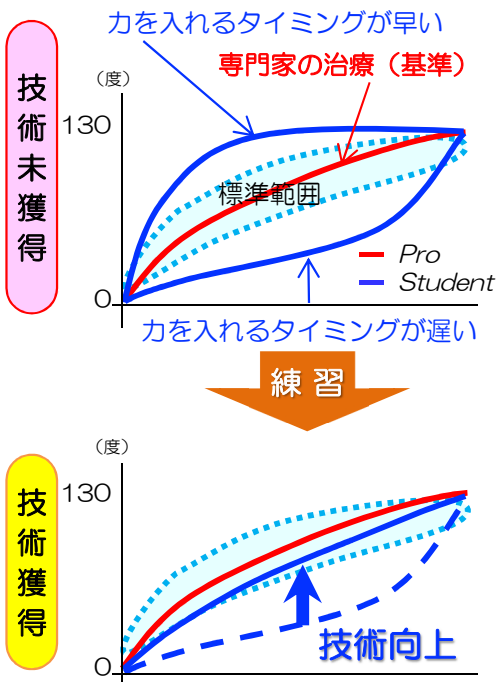 力を入れるタイミングが早い
専門家の治療（基準）
（度）
技術未獲得
130
標準範囲
Pro
Student
0
力を入れるタイミングが遅い
練習
（度）
技術獲得
130
0
技術向上